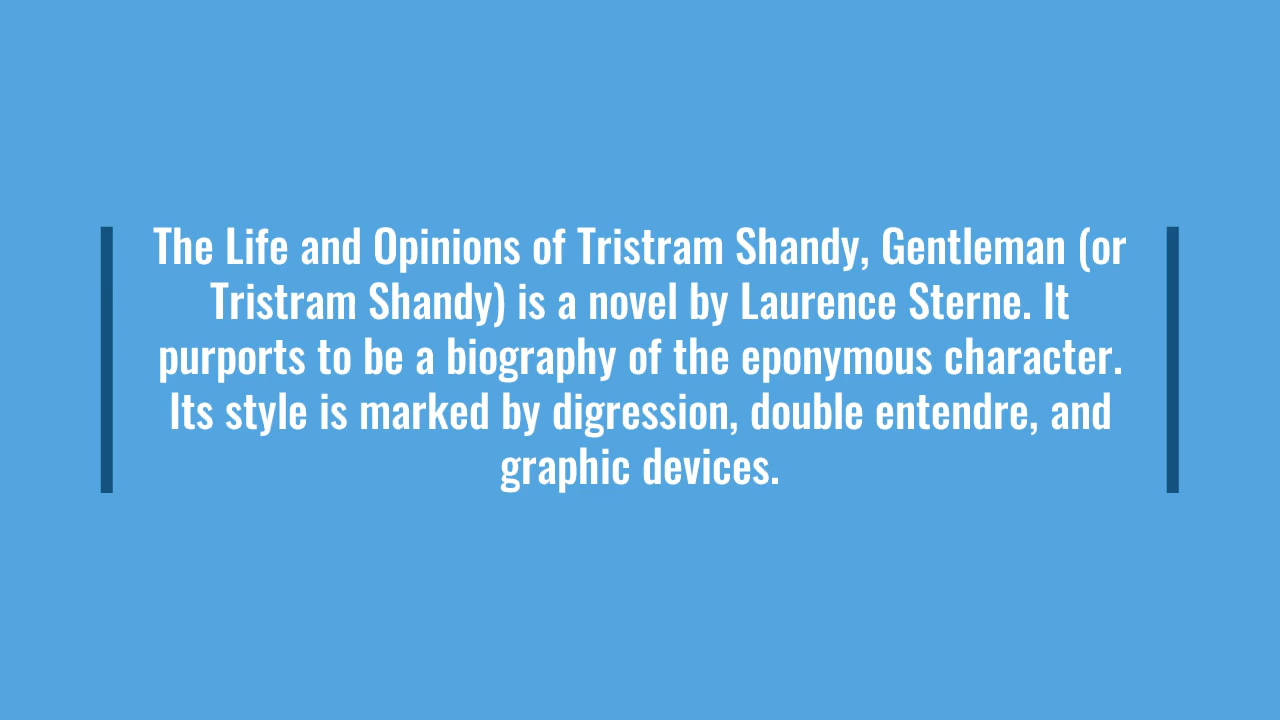 The Life and Opinions of Tristram Shandy, Gentleman (or
Tristram Shandy) is a novel by Laurence Sterne. It
purports to be a biography of the eponymous character.
Its style is marked by digression, double entendre, and
graphic devices.